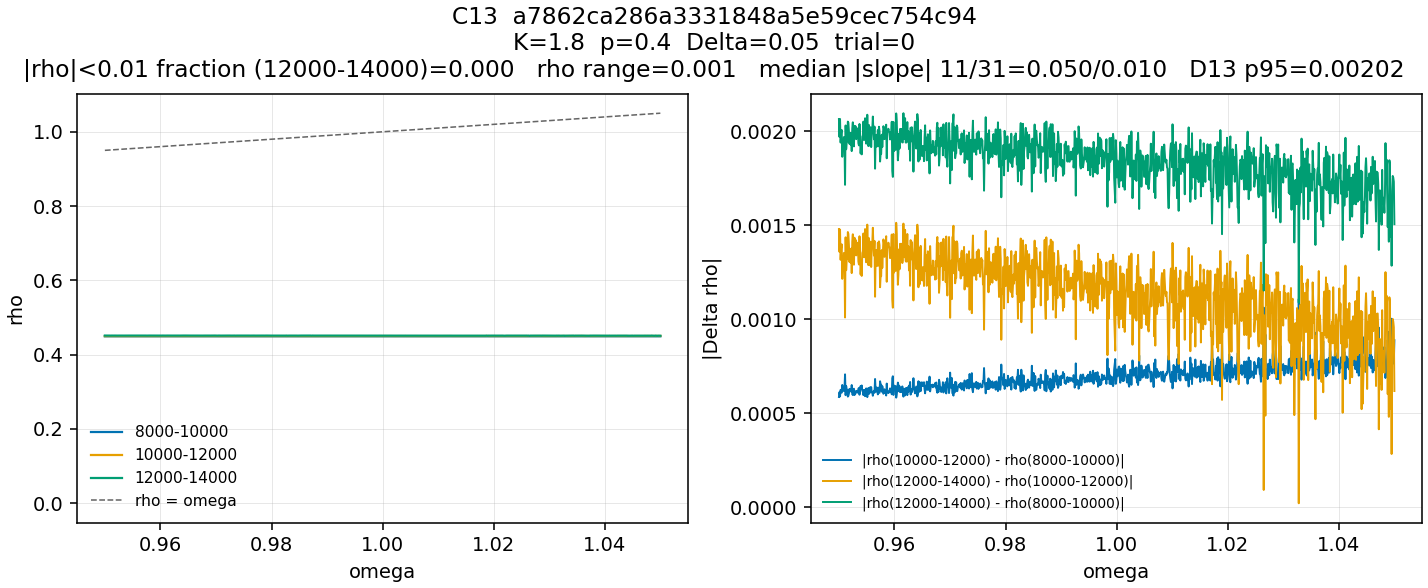 C13  a7862ca286a3331848a5e59cec754c94
K=1.8  p=0.4  Delta=0.05  trial=0
|rho|<0.01 fraction (12000-14000)=0.000   rho range=0.001   median |slope| 11/31=0.050/0.010   D13 p95=0.00202
rho
1.0
0.8
0.6
0.4
0.2
0.0
8000-10000
10000-12000
12000-14000
rho = omega
0.96
0.98
1.00
1.02
1.04
omega
|Delta rho|
0.0020
0.0015
0.0010
0.0005
0.0000
|rho(10000-12000) - rho(8000-10000)|
|rho(12000-14000) - rho(10000-12000)|
|rho(12000-14000) - rho(8000-10000)|
0.96
0.98
1.00
1.02
1.04
omega